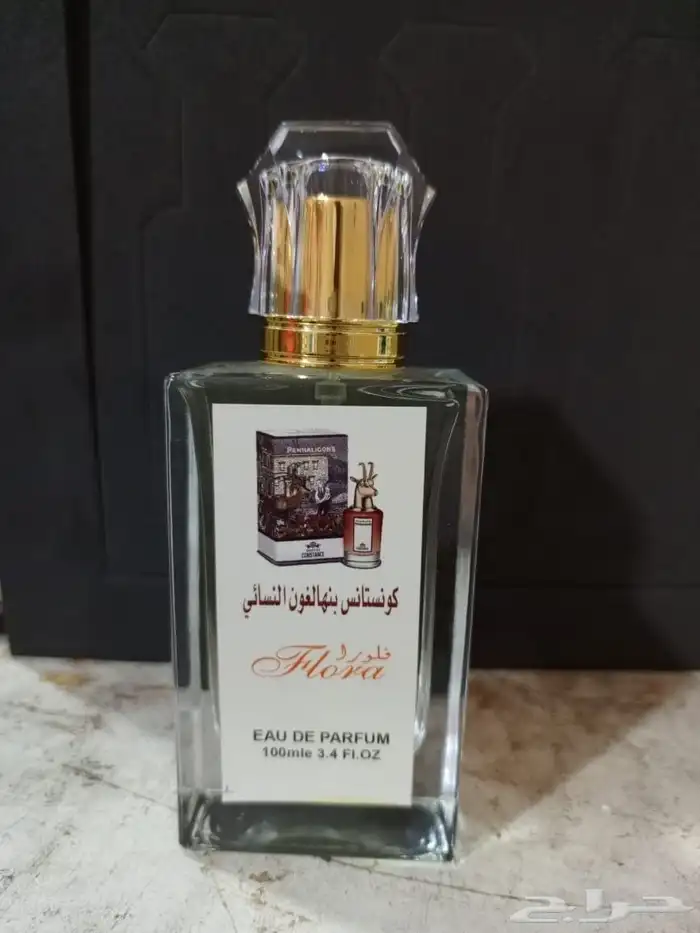 PENHALIGON'S
CONSTANCE
كونستانس بنهالغون النسائي
فلورا
Flora
EAU DE PARFUM
100mle 3.4 Fl.OZ
حراج